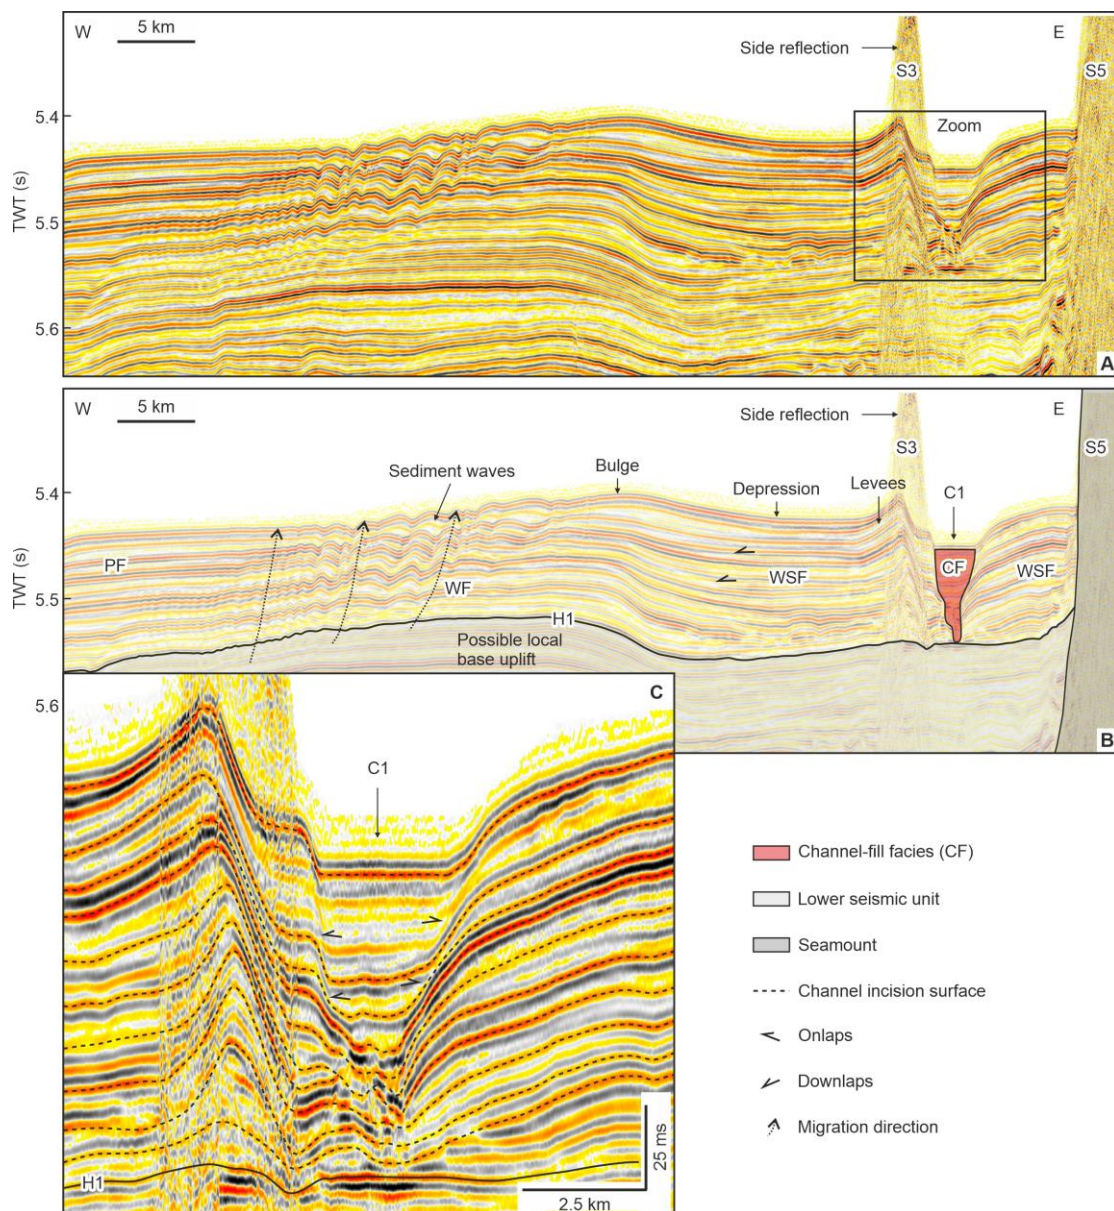 W
5 km
Side reflection
E
S3
S5
Zoom
5.4
5.5
5.6
TWT (s)
A
W
5 km
Side reflection
E
S3
S5
Sediment waves
Bulge
Depression
Levees
C1
5.4
5.5
5.6
TWT (s)
PF
WF
WSF
CF
WSF
H1
Possible local
base uplift
B
C
C1
H1
25 ms
2.5 km
Channel-fill facies (CF)
Lower seismic unit
Seamount
Channel incision surface
Onlaps
Downlaps
Migration direction